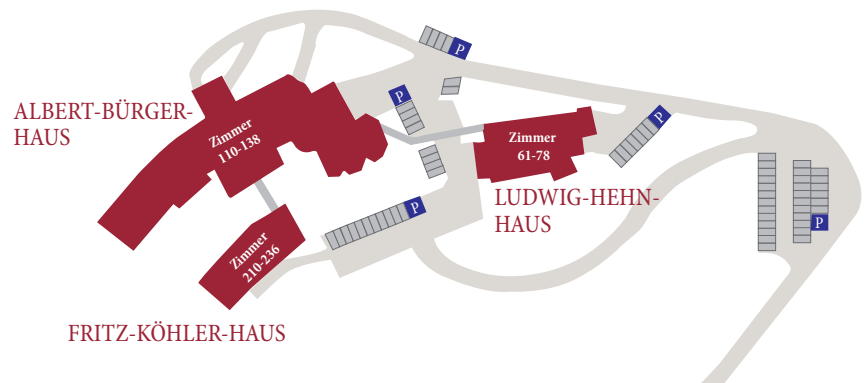 P
P
ALBERT-BÜRGER-
HAUS
Zimmer
110-138
Zimmer
61-78
P
LUDWIG-HEHN-
HAUS
P
P
Zimmer
210-236
FRITZ-KÖHLER-HAUS